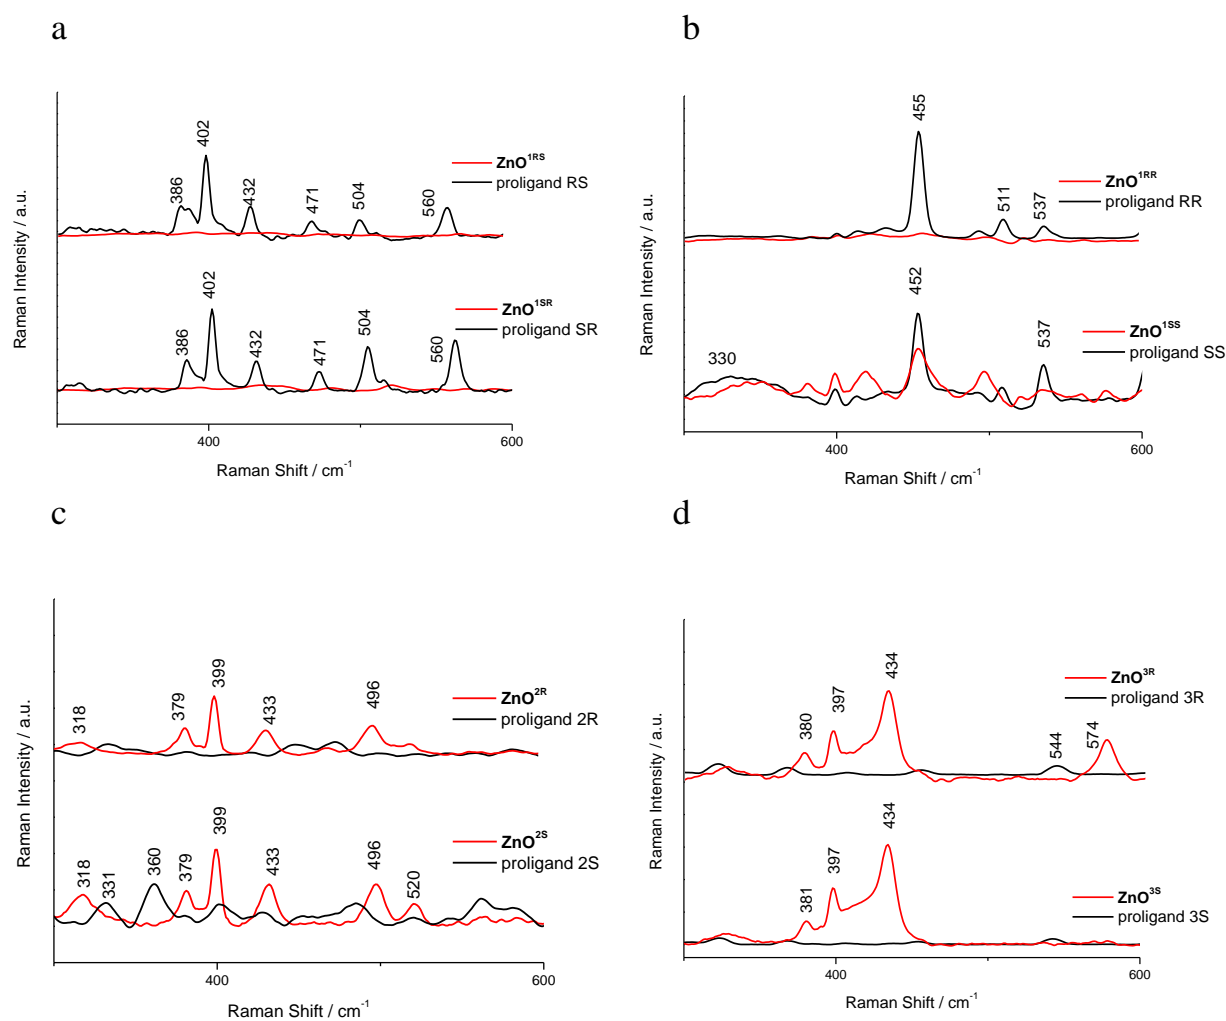 a
Raman Intensity / a.u.
386
402
432
471
504
560
ZnO¹ᴿˢ
proligand RS
386
402
432
471
504
560
ZnO¹ˢᴿ
proligand SR
400
600
Raman Shift / cm⁻¹
b
Raman Intensity / a.u.
455
511
537
ZnO¹ᴿᴿ
proligand RR
330
452
537
ZnO¹ˢˢ
proligand SS
400
600
Raman Shift / cm⁻¹
c
Raman Intensity / a.u.
318
379
399
433
496
ZnO²ᴿ
proligand 2R
318
331
360
379
399
433
496
520
ZnO²ˢ
proligand 2S
400
600
Raman Shift / cm⁻¹
d
Raman Intensity / a.u.
380
397
434
544
574
ZnO³ᴿ
proligand 3R
381
397
434
ZnO³ˢ
proligand 3S
400
600
Raman Shift / cm⁻¹